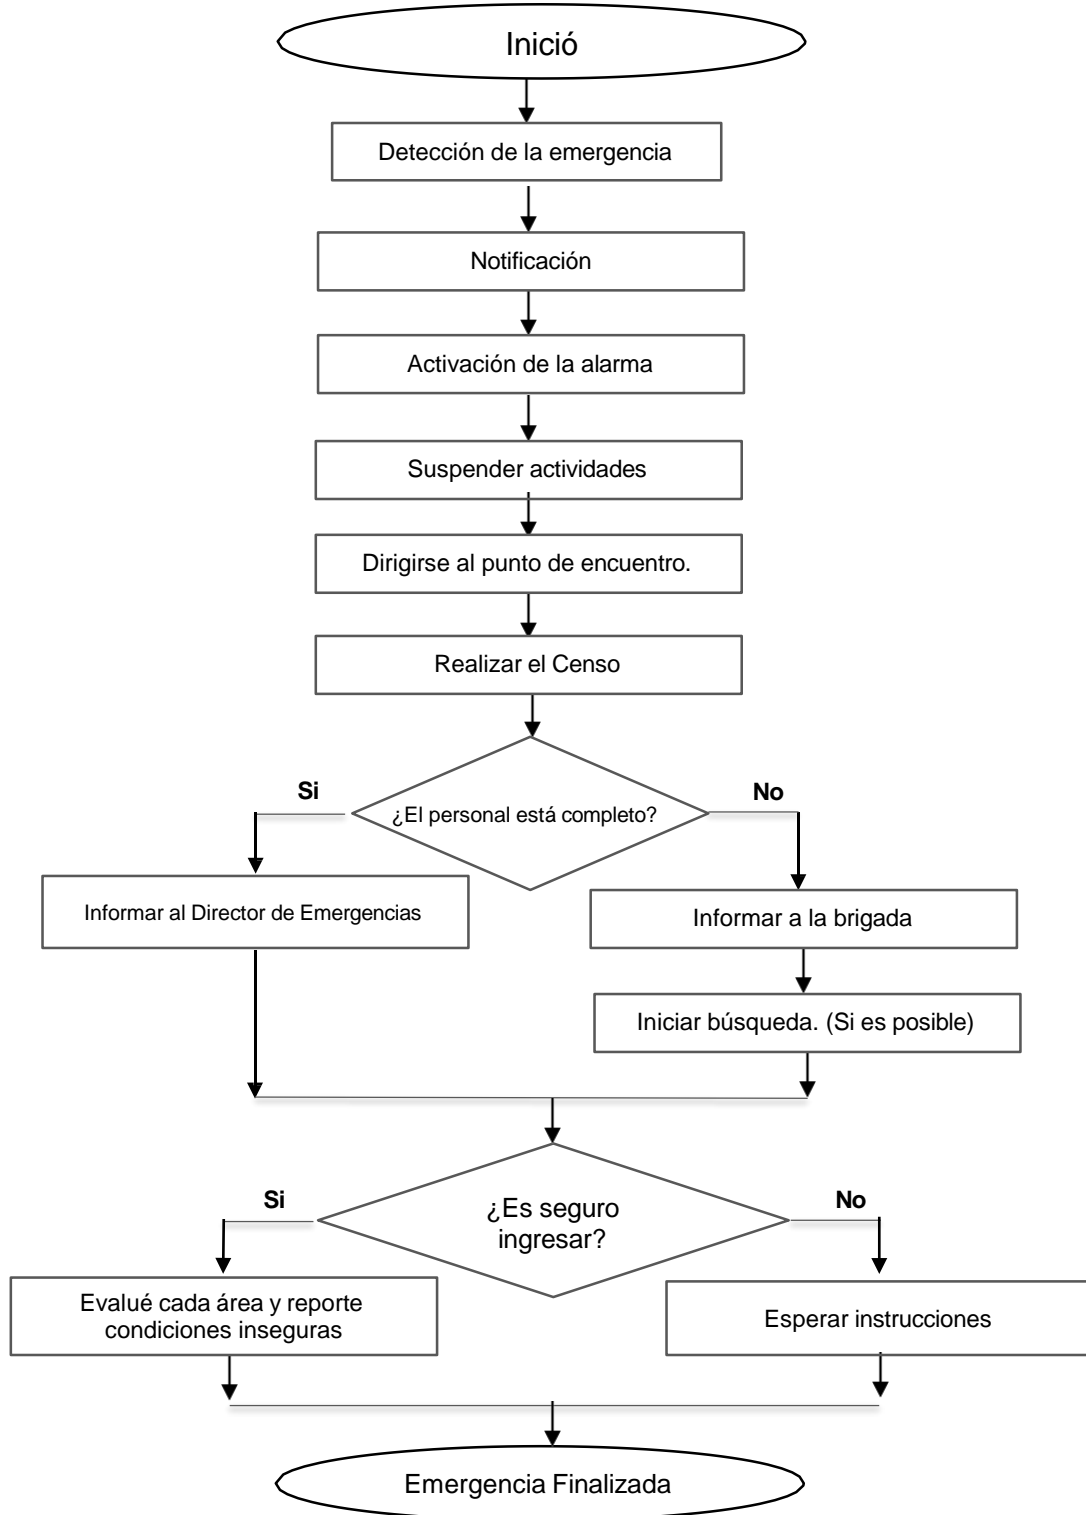 Inició
Detección de la emergencia
Notificación
Activación de la alarma
Suspender actividades
Dirigirse al punto de encuentro.
Realizar el Censo
Si
No
¿El personal está completo?
Informar al Director de Emergencias
Informar a la brigada
Iniciar búsqueda. (Si es posible)
Si
No
¿Es seguro
ingresar?
Evalué cada área y reporte
condiciones inseguras
Esperar instrucciones
Emergencia Finalizada